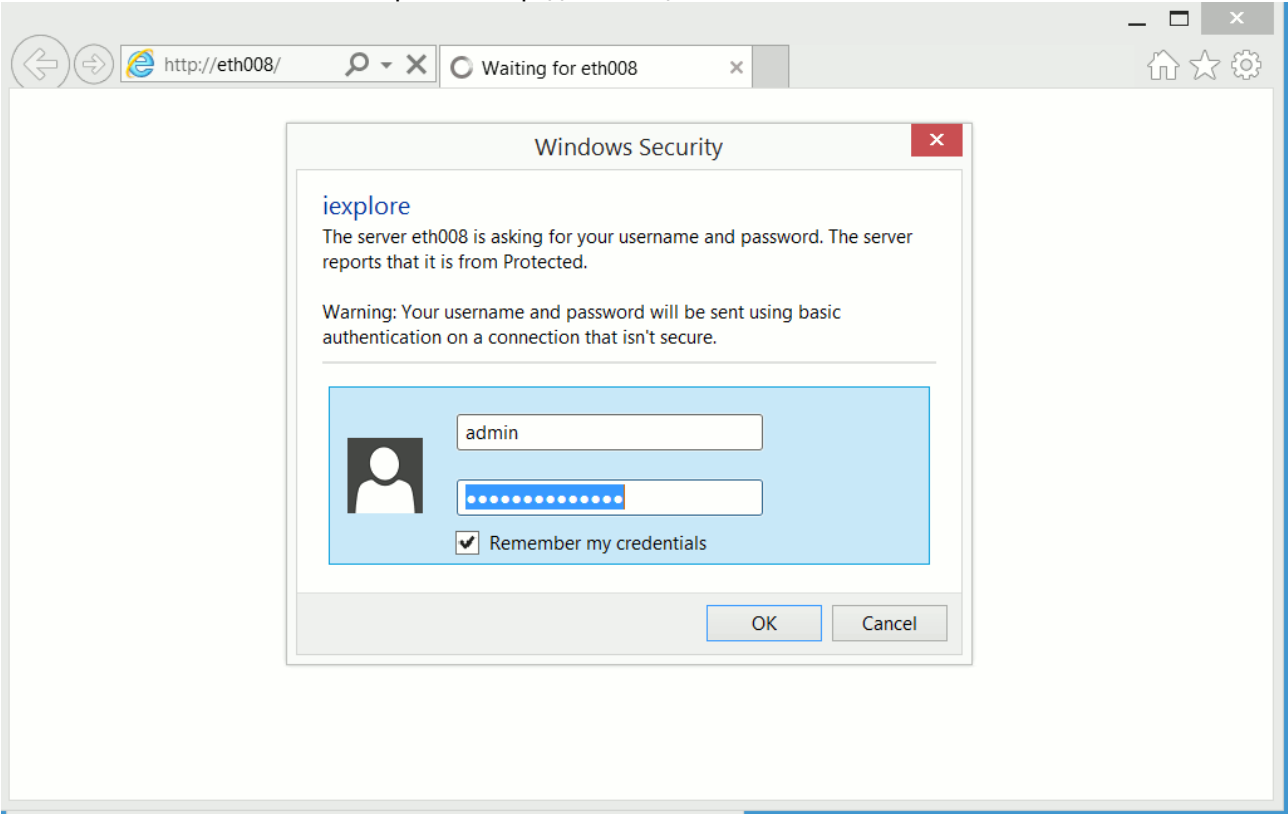 http://eth008/
Waiting for eth008
Windows Security
iexplore
The server eth008 is asking for your username and password. The server
reports that it is from Protected.
Warning: Your username and password will be sent using basic
authentication on a connection that isn't secure.
admin
Remember my credentials
OK
Cancel